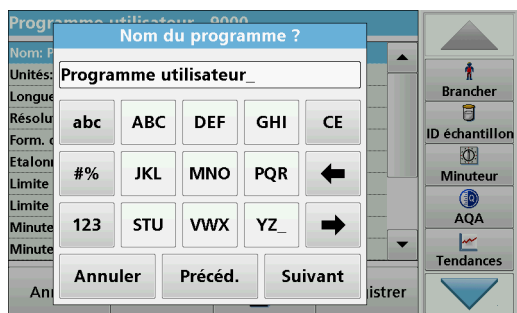 Programme utilisateur 9000
Nom du programme ?
Nom: P
Programme utilisateur_
Unités:
Longue
Résolu
Form. d
Etalonn
Limite
Limite
Minute
Minute
abc ABC DEF GHI CE
#% JKL MNO PQR
123 STU VWX YZ_
Annuler Précéd. Suivant
An istrer
Brancher
ID échantillon
Minuteur
AQA
Tendances